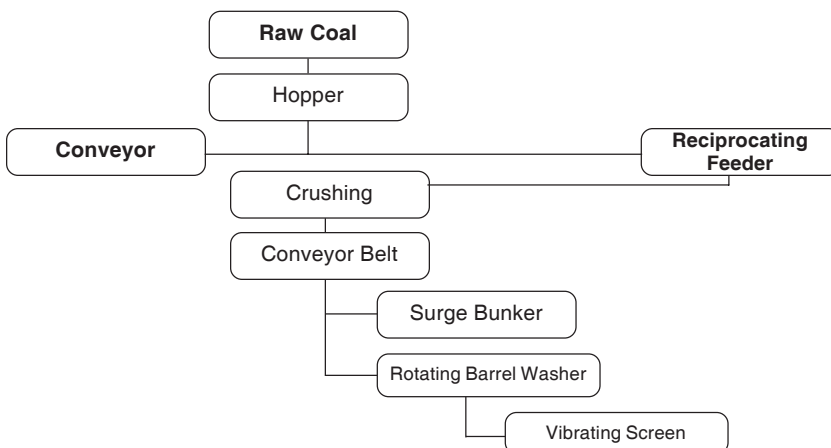 Raw Coal
Hopper
Conveyor
Reciprocating
Feeder
Crushing
Conveyor Belt
Surge Bunker
Rotating Barrel Washer
Vibrating Screen